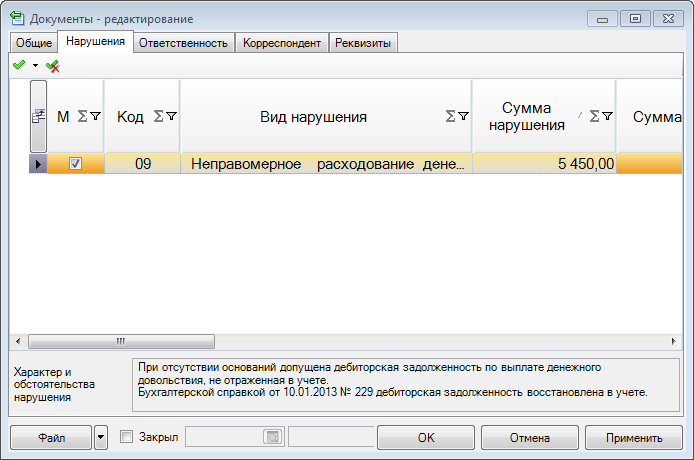 Документы - редактирование
Общие Нарушения Ответственность Корреспондент Реквизиты
М Σ Код Σ Вид нарушения Σ Сумма нарушения Σ Сумма
09 Неправомерное расходование дене... 5 450,00
Характер и обстоятельства нарушения
При отсутствии оснований допущена дебиторская задолженность по выплате денежного
довольствия, не отраженная в учете.
Бухгалтерской справкой от 10.01.2013 № 229 дебиторская задолженность восстановлена в учете.
Файл Закрыл OK Отмена Применить